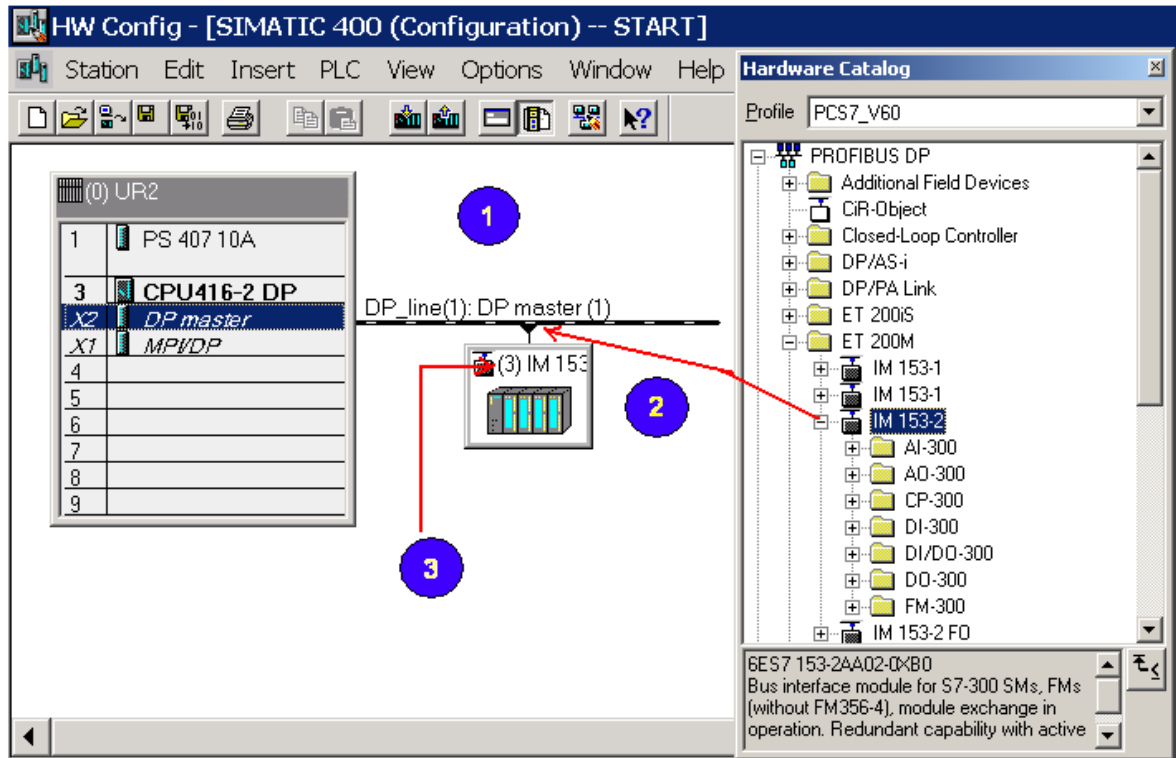 HW Config - [SIMATIC 400 (Configuration) -- START]
Station Edit Insert PLC View Options Window Help
Hardware Catalog
Profile PCS7_V60
(0) UR2
1 PS 407 10A
3 CPU416-2 DP
X2 DP master
X1 MPI/DP
4
5
6
7
8
9
1
DP_line(1): DP master (1)
(3) IM 153
2
3
PROFIBUS DP
Additional Field Devices
CiR-Object
Closed-Loop Controller
DP/AS-i
DP/PA Link
ET 200iS
ET 200M
IM 153-1
IM 153-1
IM 153-2
AI-300
AO-300
CP-300
DI-300
DI/DO-300
DO-300
FM-300
IM 153-2 FO
6ES7 153-2AA02-0XB0
Bus interface module for S7-300 SMs, FMs
(without FM356-4), module exchange in
operation. Redundant capability with active